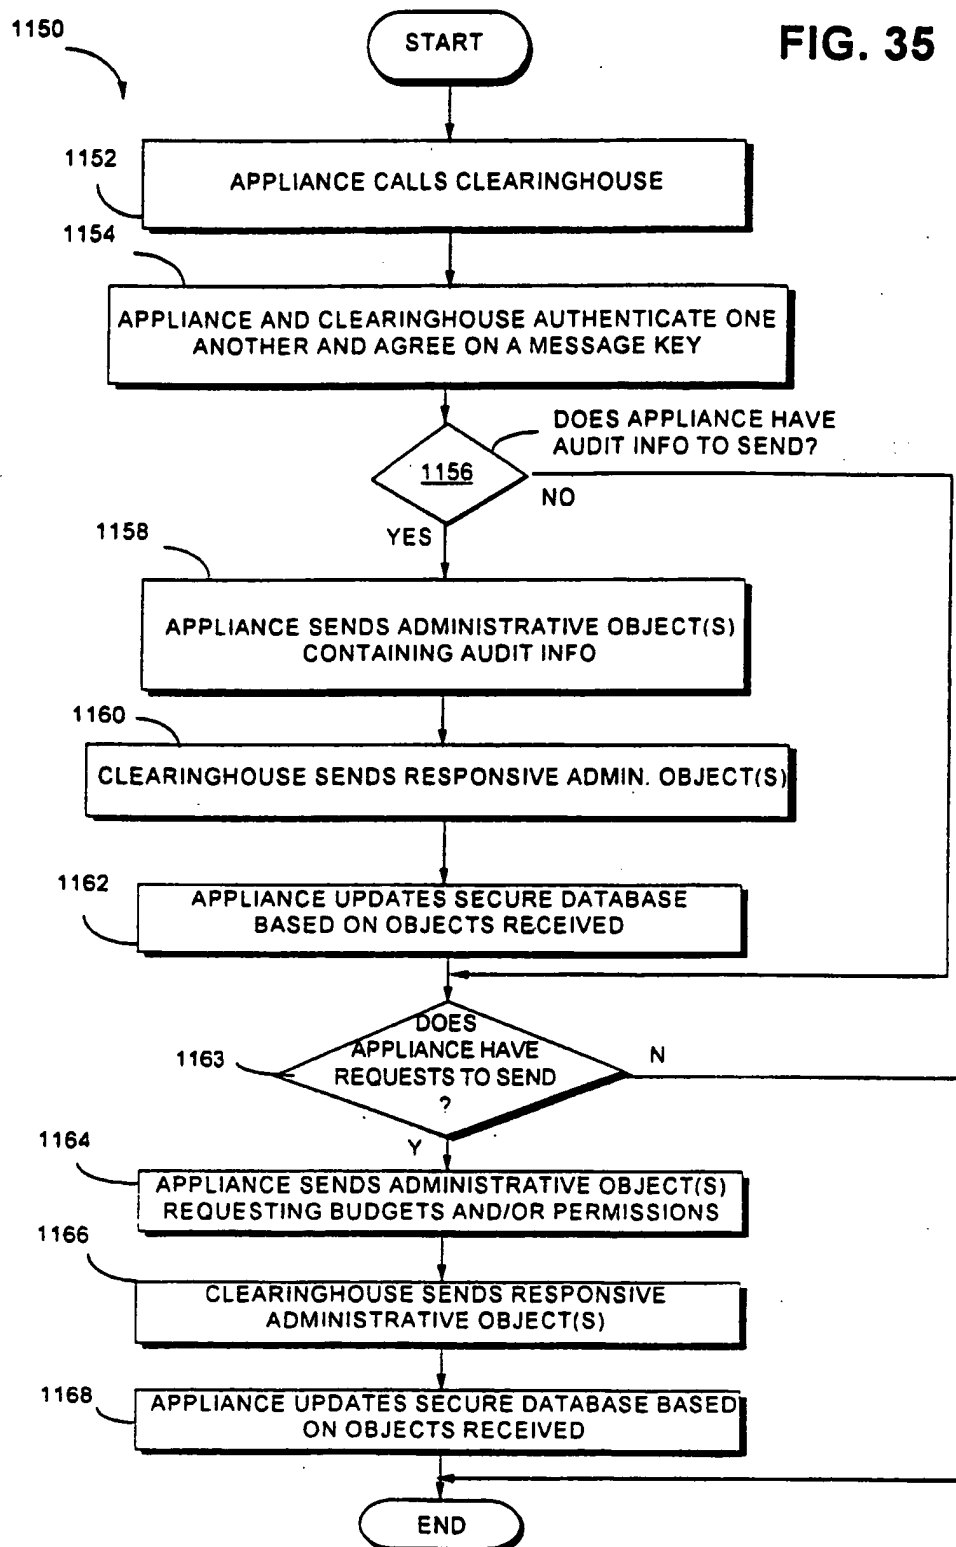 1150
START
FIG. 35
1152
APPLIANCE CALLS CLEARINGHOUSE
1154
APPLIANCE AND CLEARINGHOUSE AUTHENTICATE ONE
ANOTHER AND AGREE ON A MESSAGE KEY
DOES APPLIANCE HAVE
AUDIT INFO TO SEND?
1156
NO
YES
1158
APPLIANCE SENDS ADMINISTRATIVE OBJECT(S)
CONTAINING AUDIT INFO
1160
CLEARINGHOUSE SENDS RESPONSIVE ADMIN. OBJECT(S)
1162
APPLIANCE UPDATES SECURE DATABASE
BASED ON OBJECTS RECEIVED
1163
DOES
APPLIANCE HAVE
REQUESTS TO SEND
?
N
Y
1164
APPLIANCE SENDS ADMINISTRATIVE OBJECT(S)
REQUESTING BUDGETS AND/OR PERMISSIONS
1166
CLEARINGHOUSE SENDS RESPONSIVE
ADMINISTRATIVE OBJECT(S)
1168
APPLIANCE UPDATES SECURE DATABASE BASED
ON OBJECTS RECEIVED
END